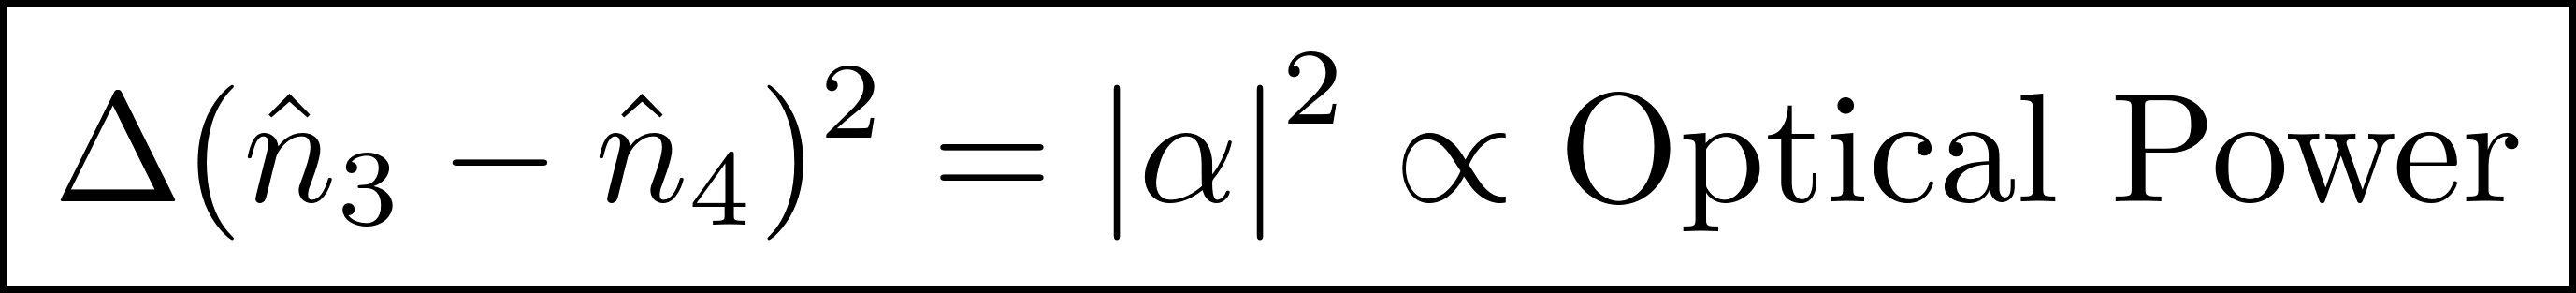 Δ(n̂₃ − n̂₄)² = |α|² ∝ Optical Power